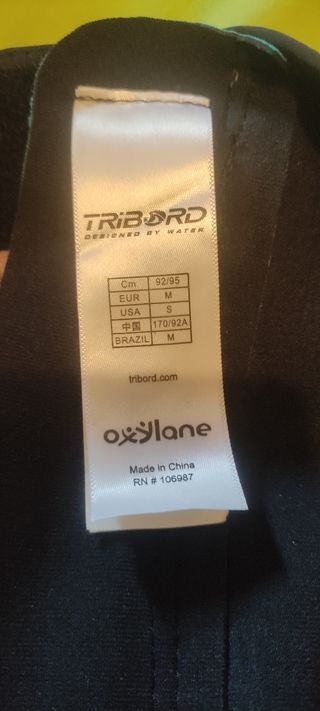 TRIBORD
DESIGNED BY WATER
Cm 92/95
EUR M
USA S
中国 170/92A
BRAZIL M
tribord.com
oxylane
Made in China
RN # 106987